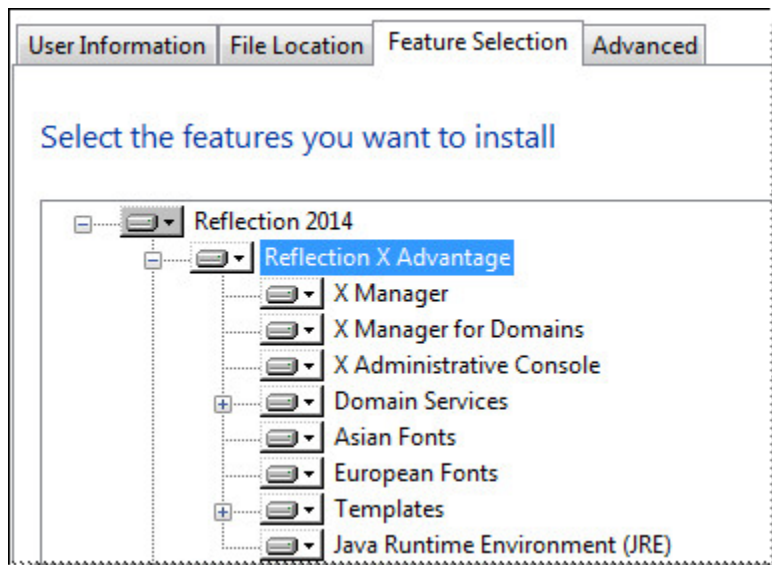 User Information File Location Feature Selection Advanced
Select the features you want to install
Reflection 2014
Reflection X Advantage
X Manager
X Manager for Domains
X Administrative Console
Domain Services
Asian Fonts
European Fonts
Templates
Java Runtime Environment (JRE)